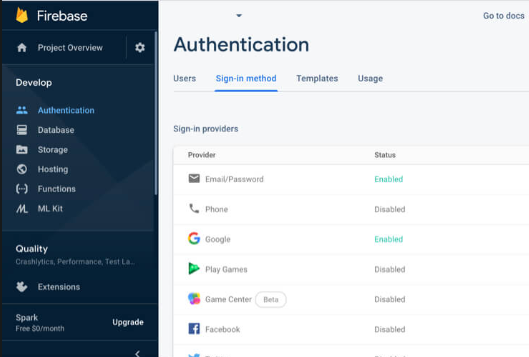 Firebase
Project Overview
Develop
Authentication
Database
Storage
Hosting
Functions
ML Kit
Quality
Crashlytics, Performance, Test La...
Extensions
Spark
Free $0/month
Upgrade
Go to docs
Authentication
Users Sign-in method Templates Usage
Sign-in providers
Provider Status
Email/Password Enabled
Phone Disabled
Google Enabled
Play Games Disabled
Game Center Beta Disabled
Facebook Disabled